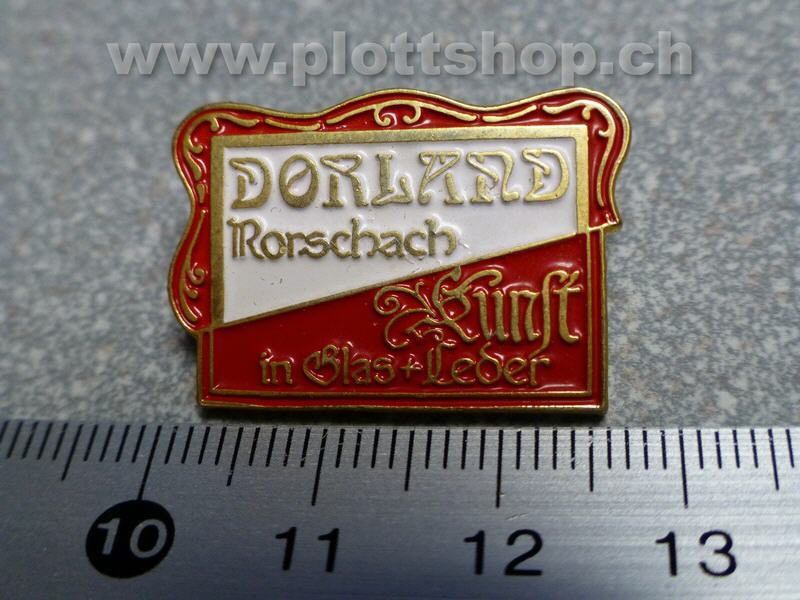 www.plottshop.ch
DORLAND
Rorschach
Kunst
in Glas + Leder
10 11 12 13